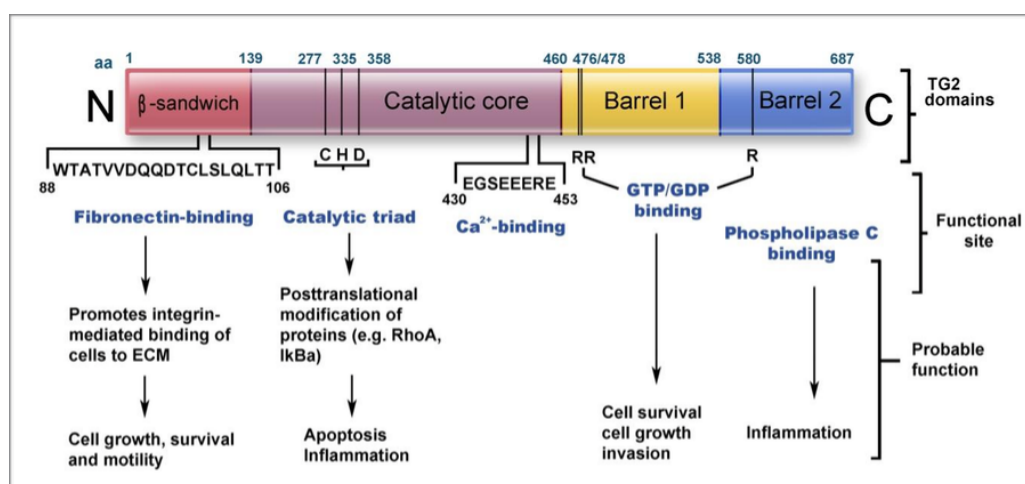 aa 1 139 277 335 358 460 476/478 538 580 687
N β-sandwich Catalytic core Barrel 1 Barrel 2 C
TG2
domains
WTATVVDQQDTCLSLQLTT
88 106
C H D
EGSEEERE
430 453
RR
R
Fibronectin-binding
Catalytic triad
Ca²⁺-binding
GTP/GDP
binding
Phospholipase C
binding
Functional
site
Promotes integrin-
mediated binding of
cells to ECM
Posttranslational
modification of
proteins (e.g. RhoA,
IkBa)
Probable
function
Cell growth, survival
and motility
Apoptosis
Inflammation
Cell survival
cell growth
invasion
Inflammation